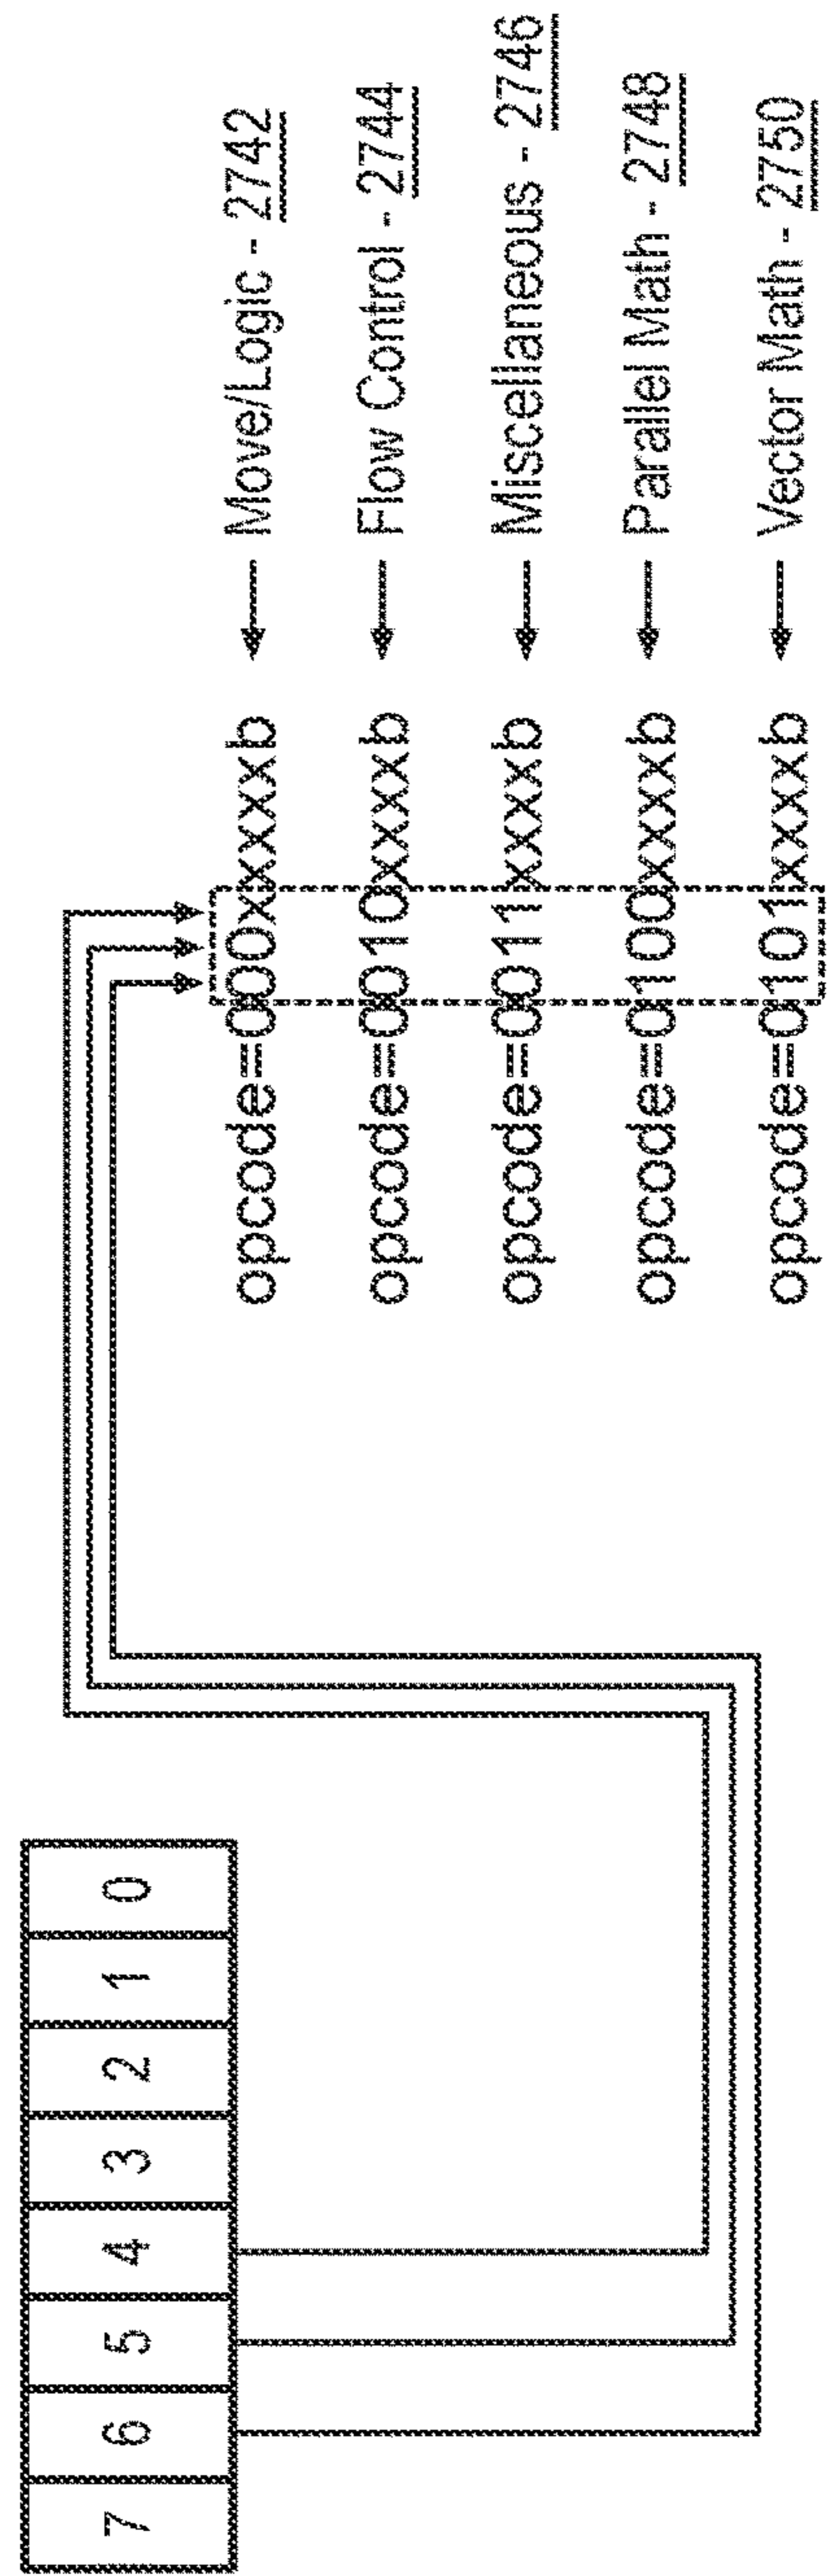 7 6 5 4 3 2 1 0
opcode=000xxxxxb ← Move/Logic - 2742
opcode=0010xxxxb ← Flow Control - 2744
opcode=0011xxxxb ← Miscellaneous - 2746
opcode=0100xxxxb ← Parallel Math - 2748
opcode=0101xxxxb ← Vector Math - 2750